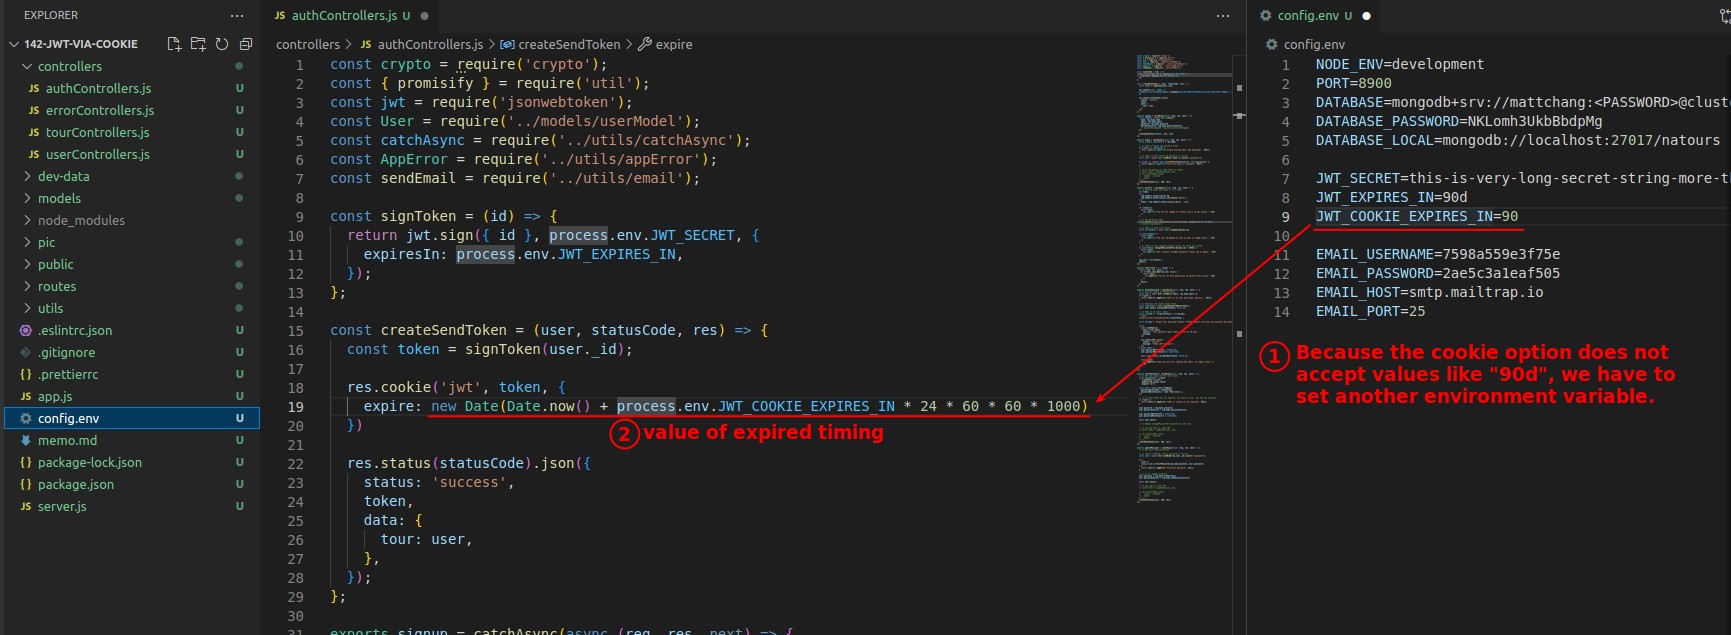 EXPLORER
142-JWT-VIA-COOKIE
controllers
JS authControllers.js U
JS errorControllers.js U
JS tourControllers.js U
JS userControllers.js U
dev-data
models
node_modules
pic
public
routes
utils
.eslintrc.json U
.gitignore U
{} .prettierrc U
JS app.js U
config.env U
memo.md U
{} package-lock.json U
{} package.json U
JS server.js U
JS authControllers.js U
controllers > JS authControllers.js > createSendToken > expire
1 const crypto = require('crypto');
2 const { promisify } = require('util');
3 const jwt = require('jsonwebtoken');
4 const User = require('../models/userModel');
5 const catchAsync = require('../utils/catchAsync');
6 const AppError = require('../utils/appError');
7 const sendEmail = require('../utils/email');
8
9 const signToken = (id) => {
10 return jwt.sign({ id }, process.env.JWT_SECRET, {
11 expiresIn: process.env.JWT_EXPIRES_IN,
12 });
13 };
14
15 const createSendToken = (user, statusCode, res) => {
16 const token = signToken(user._id);
17
18 res.cookie('jwt', token, {
19 expire: new Date(Date.now() + process.env.JWT_COOKIE_EXPIRES_IN * 24 * 60 * 60 * 1000)
20 })
2 value of expired timing
21
22 res.status(statusCode).json({
23 status: 'success',
24 token,
25 data: {
26 tour: user,
27 },
28 });
29 };
30
31 exports.signup = catchAsync(async (req, res, next) => {
config.env U
config.env
1 NODE_ENV=development
2 PORT=8900
3 DATABASE=mongodb+srv://mattchang:<PASSWORD>@clust
4 DATABASE_PASSWORD=NKLomh3UkbBbdpMg
5 DATABASE_LOCAL=mongodb://localhost:27017/natours
6
7 JWT_SECRET=this-is-very-long-secret-string-more-t
8 JWT_EXPIRES_IN=90d
9 JWT_COOKIE_EXPIRES_IN=90
10
11 EMAIL_USERNAME=7598a559e3f75e
12 EMAIL_PASSWORD=2ae5c3a1eaf505
13 EMAIL_HOST=smtp.mailtrap.io
14 EMAIL_PORT=25
1 Because the cookie option does not
accept values like "90d", we have to
set another environment variable.